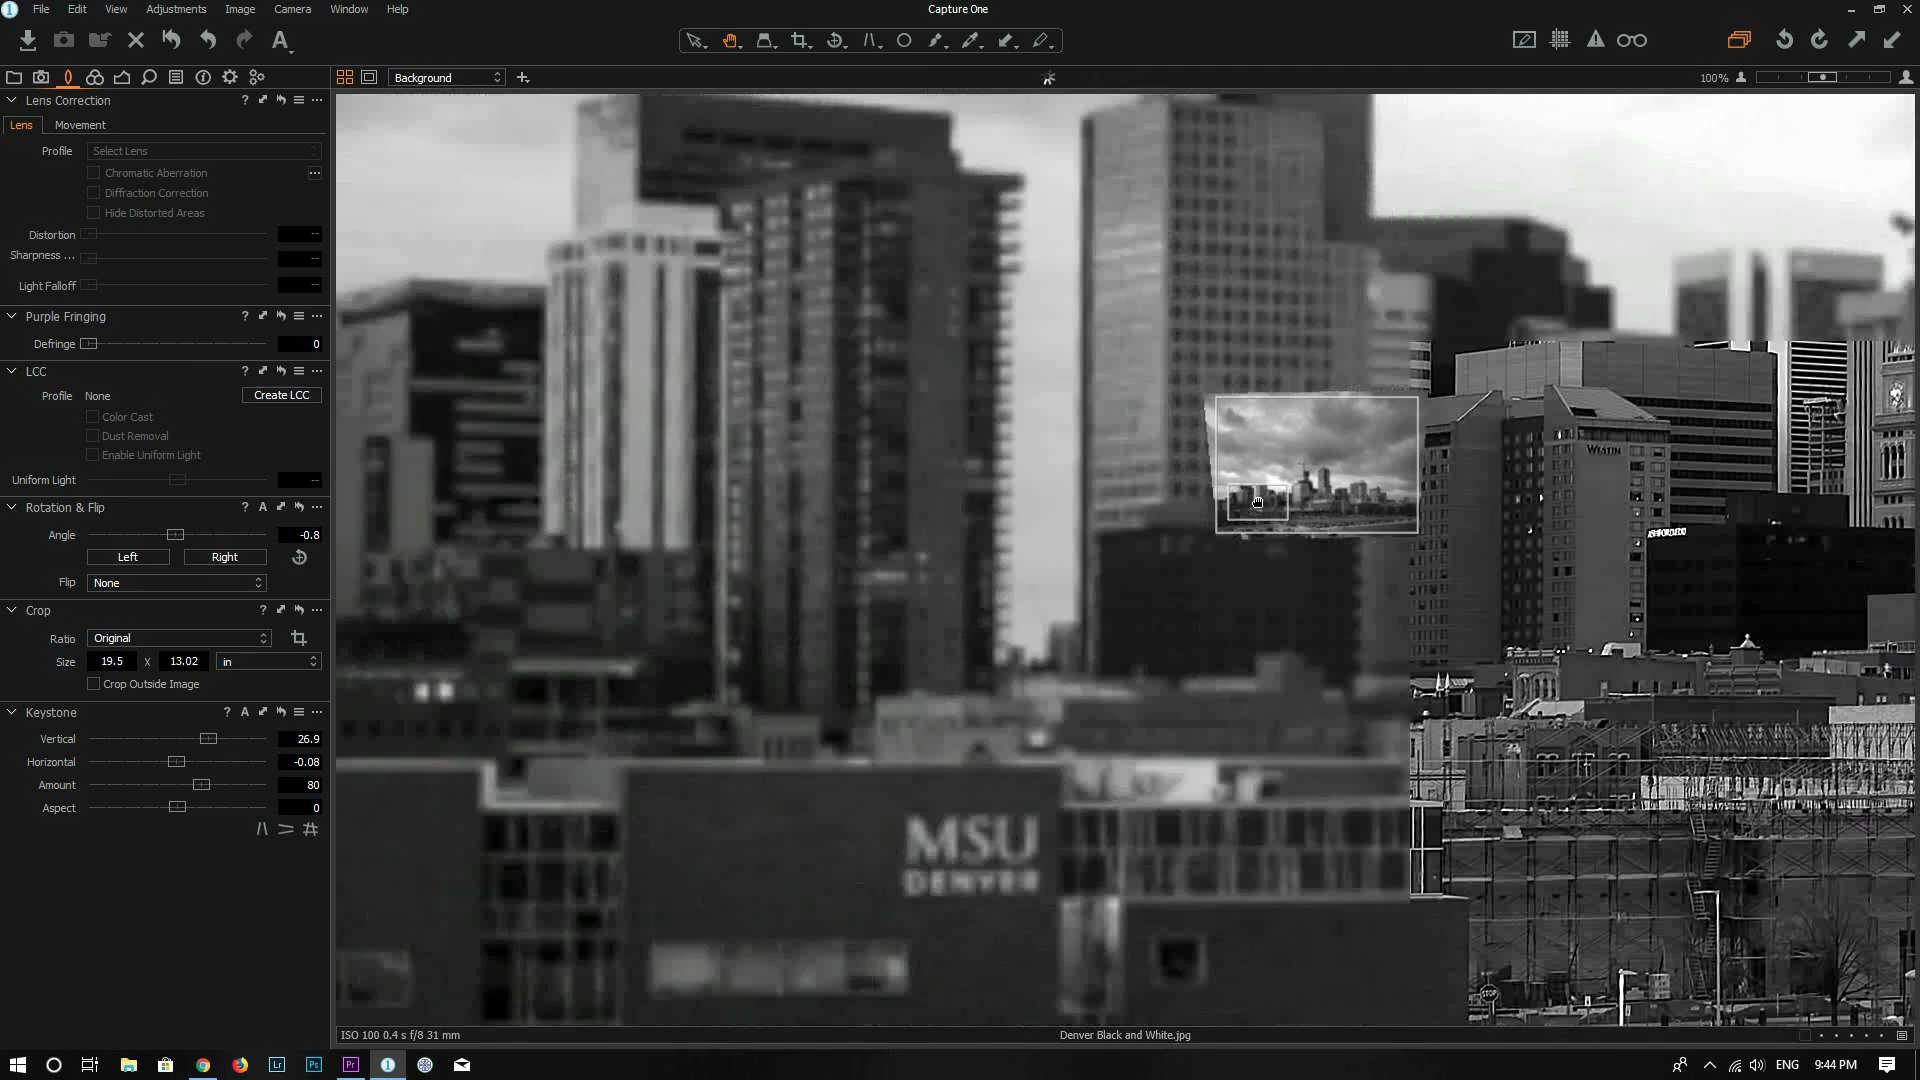 File Edit View Adjustments Image Camera Window Help
Capture One
Background
100%
Lens Correction
Lens Movement
Profile Select Lens
Chromatic Aberration
Diffraction Correction
Hide Distorted Areas
Distortion --
Sharpness ... --
Light Falloff --
Purple Fringing
Defringe 0
LCC
Profile None Create LCC
Color Cast
Dust Removal
Enable Uniform Light
Uniform Light --
Rotation & Flip
Angle -0.8
Left Right
Flip None
Crop
Ratio Original
Size 19.5 X 13.02 in
Crop Outside Image
Keystone
Vertical 26.9
Horizontal -0.08
Amount 80
Aspect 0
WESTIN
MSU
DENVER
STOP
ISO 100 0.4 s f/8 31 mm
Denver Black and White.jpg
Lr Ps Pr 1
ENG 9:44 PM